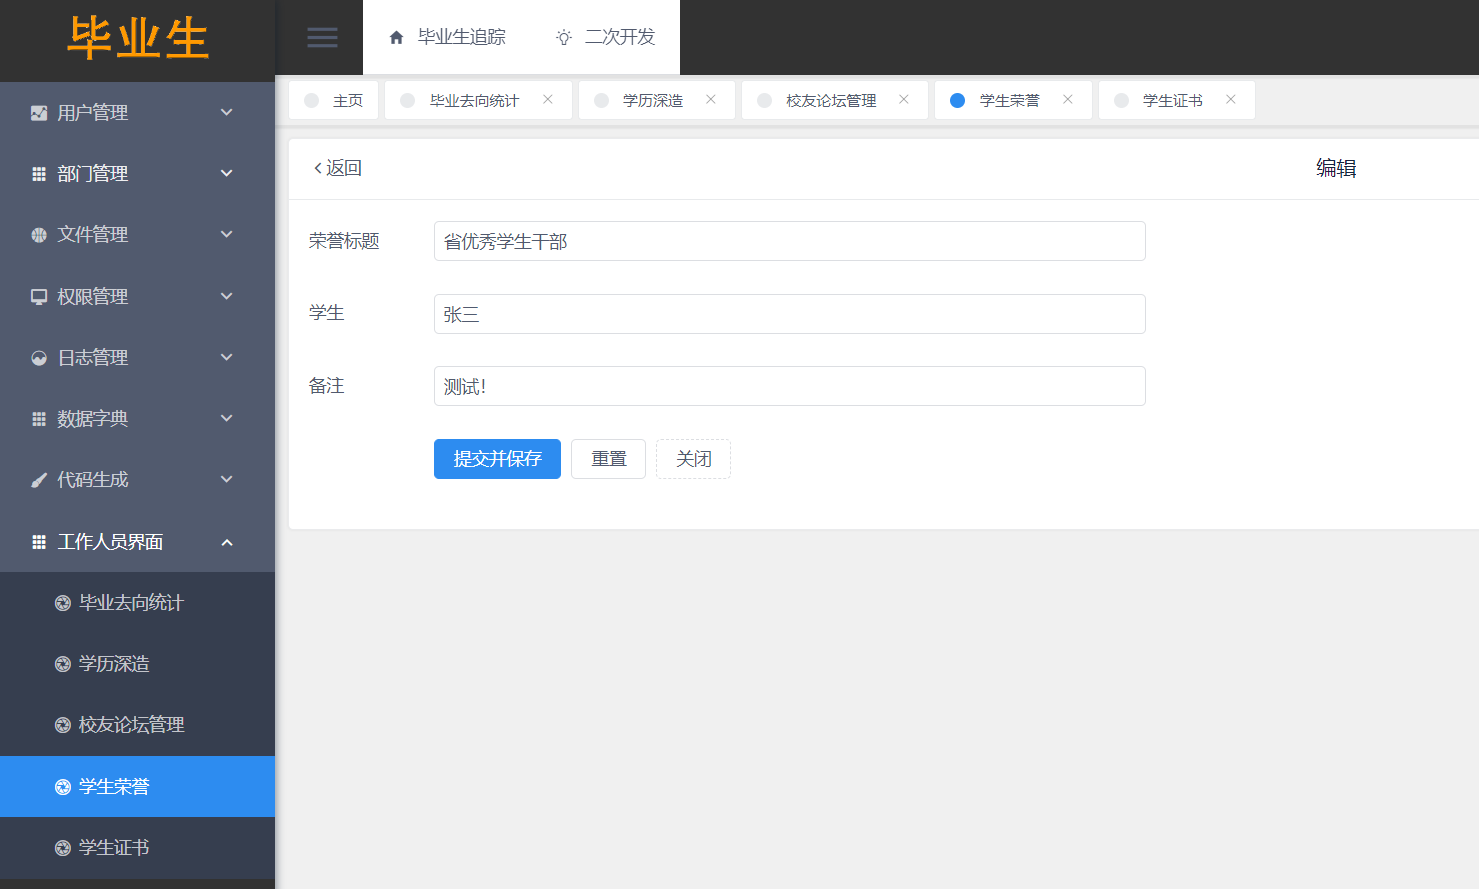 毕业生
毕业生追踪
二次开发
主页
毕业去向统计
学历深造
校友论坛管理
学生荣誉
学生证书
用户管理
部门管理
文件管理
权限管理
日志管理
数据字典
代码生成
工作人员界面
毕业去向统计
学历深造
校友论坛管理
学生荣誉
学生证书
返回
编辑
荣誉标题
省优秀学生干部
学生
张三
备注
测试！
提交并保存
重置
关闭